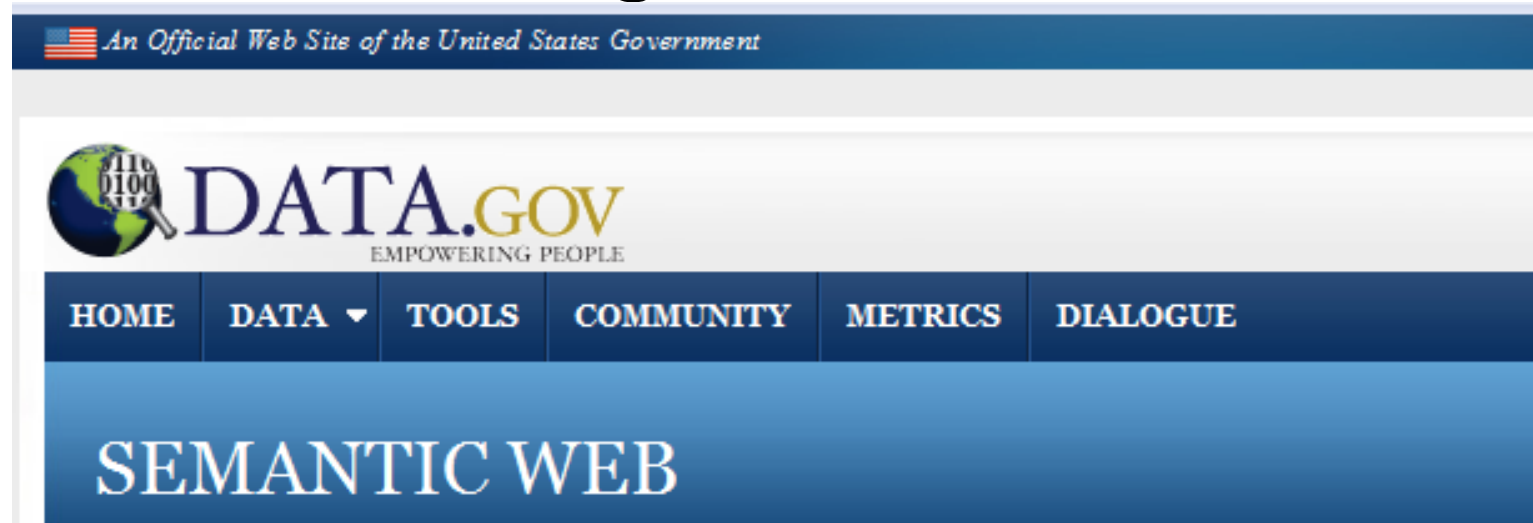 An Official Web Site of the United States Government
DATA.GOV
EMPOWERING PEOPLE
HOME DATA TOOLS COMMUNITY METRICS DIALOGUE
SEMANTIC WEB